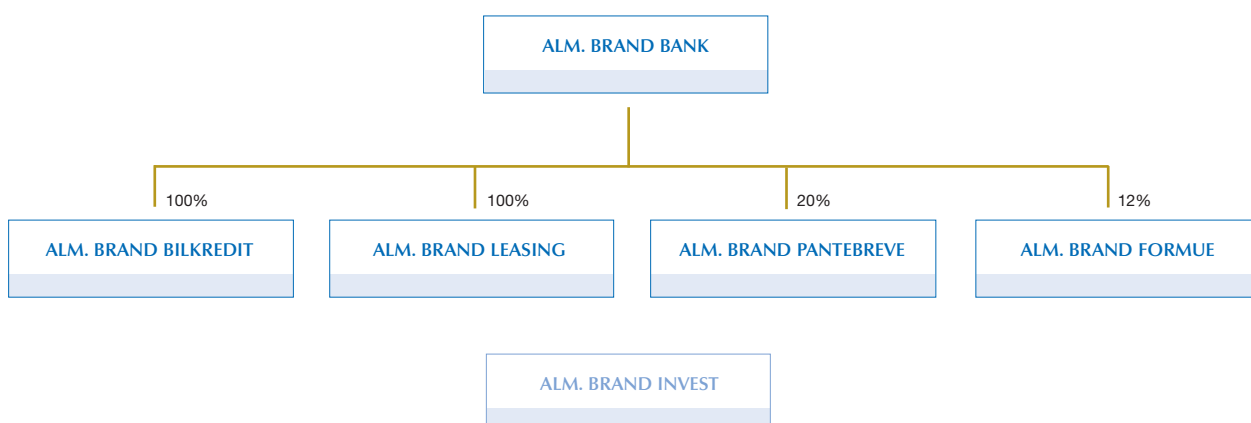 ALM. BRAND BANK
100%
100%
20%
12%
ALM. BRAND BILKREDIT
ALM. BRAND LEASING
ALM. BRAND PANTEBREVE
ALM. BRAND FORMUE
ALM. BRAND INVEST